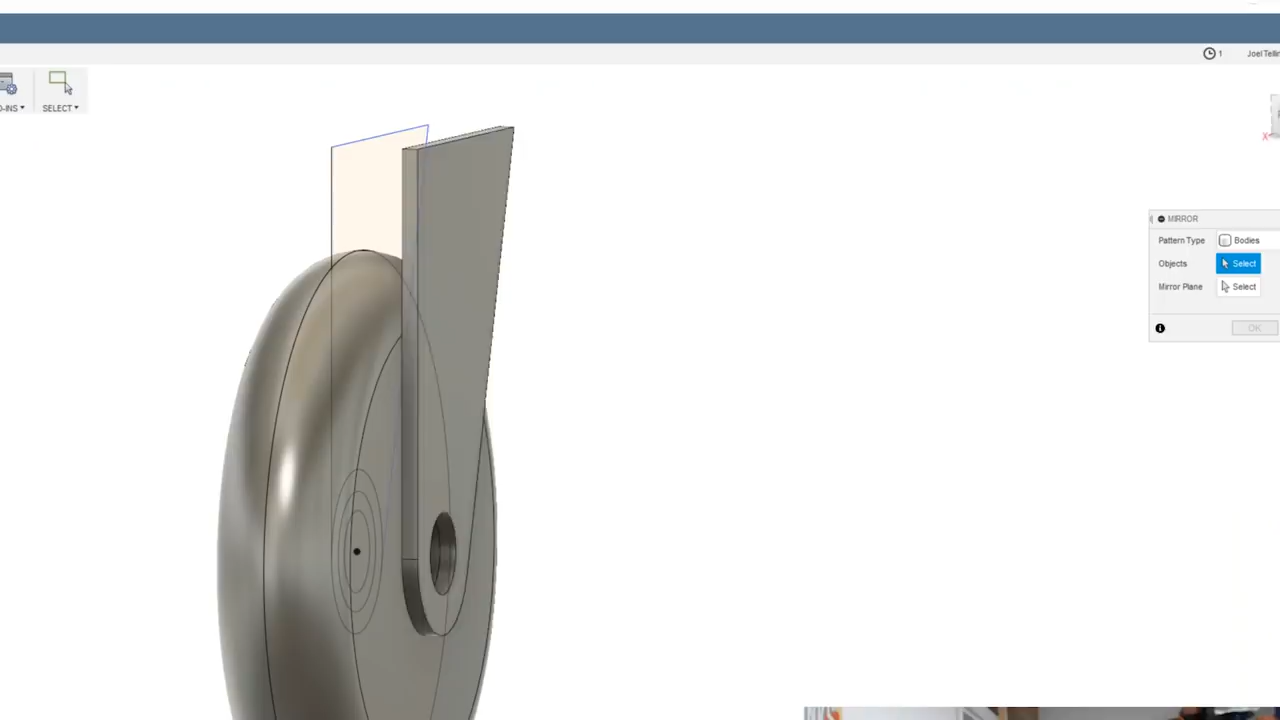 1 Joel Tellin
D-INS ▾ SELECT ▾
X
MIRROR
Pattern Type Bodies
Objects Select
Mirror Plane Select
OK